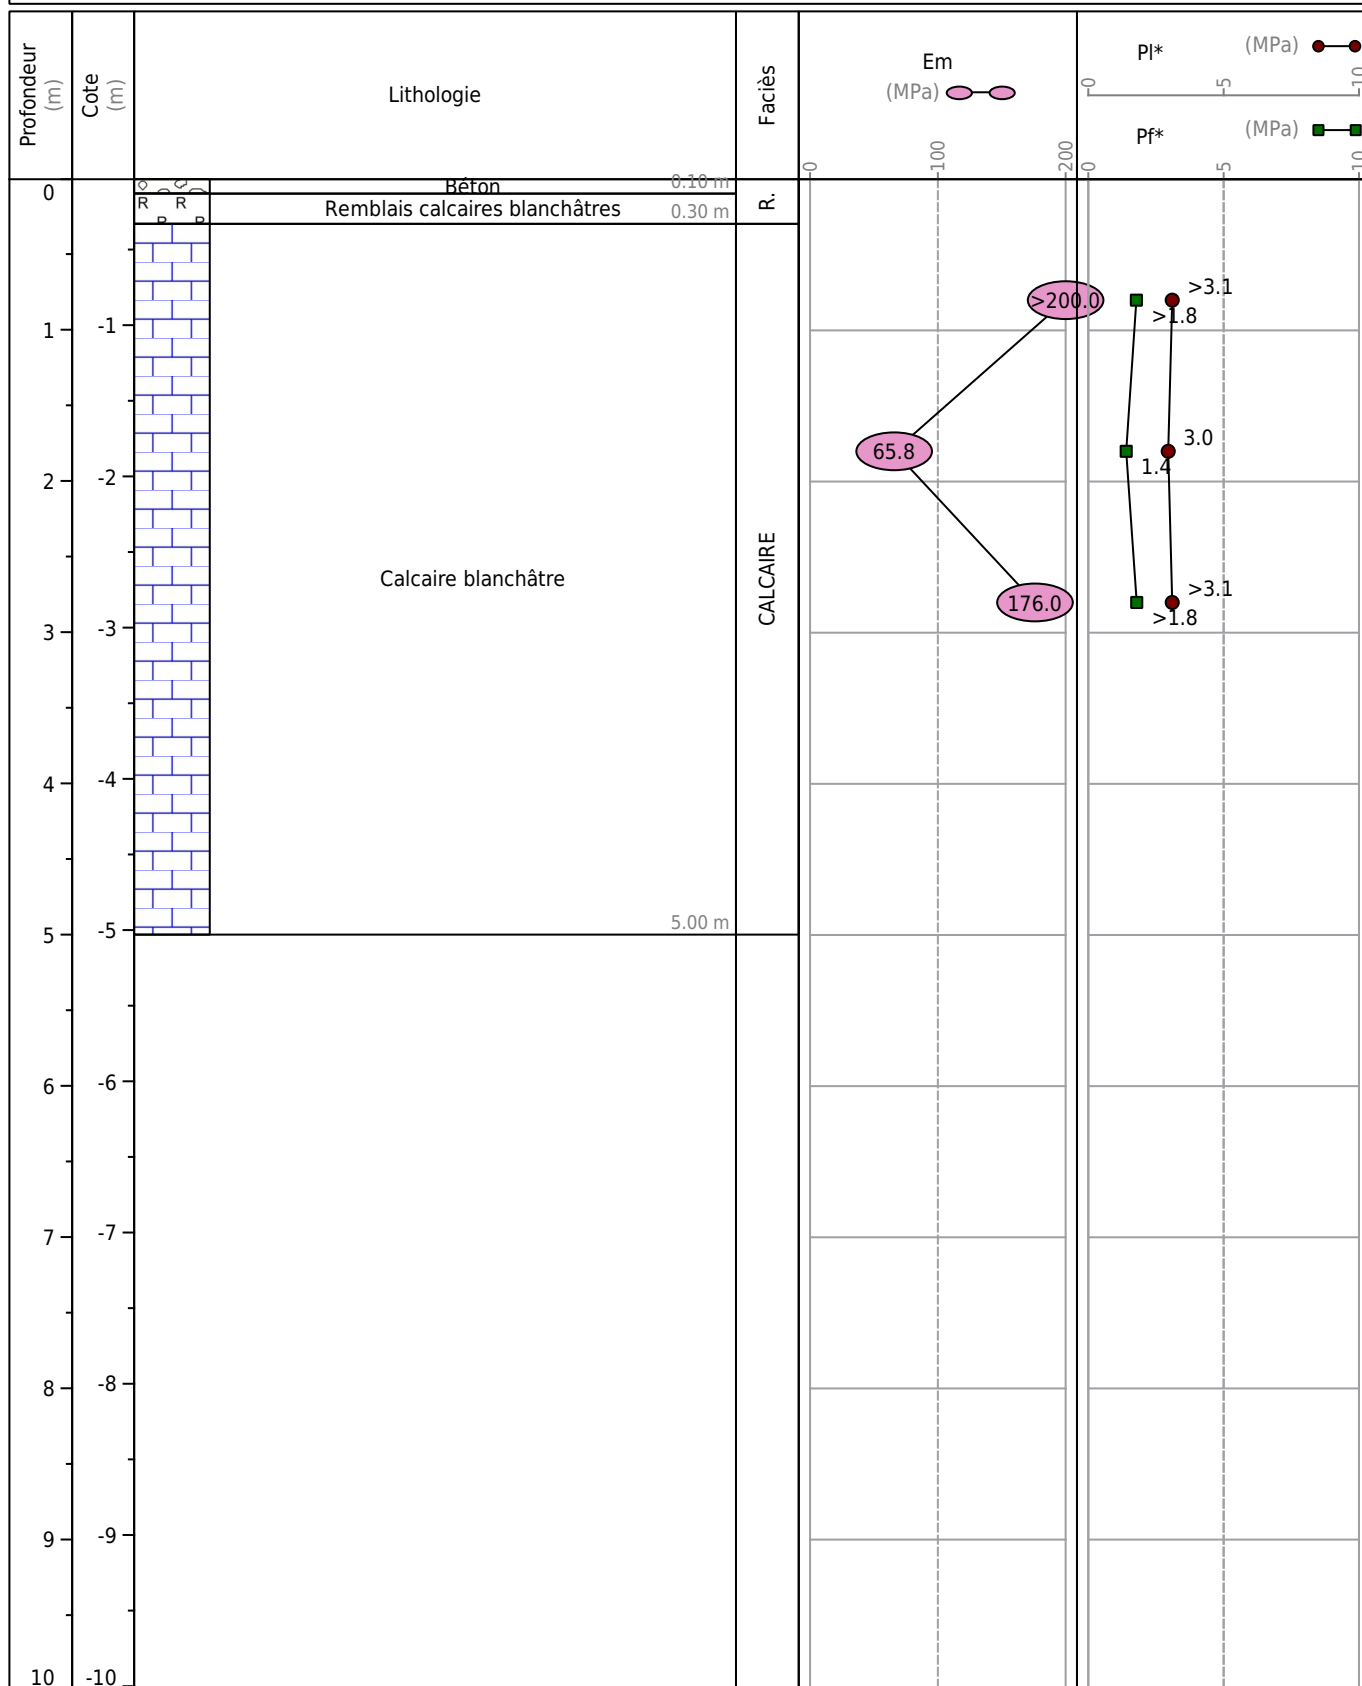 Profondeur
(m)
Cote
(m)
Lithologie
Faciès
Em
(MPa)
0
100
200
Pl*
(MPa)
0
5
10
Pf*
(MPa)
0
5
10
0
1
2
3
4
5
6
7
8
9
10
-1
-2
-3
-4
-5
-6
-7
-8
-9
-10
Béton
0.10 m
R R
Remblais calcaires blanchâtres
0.30 m
R.
Calcaire blanchâtre
5.00 m
CALCAIRE
>200.0
65.8
176.0
>3.1
>1.8
3.0
1.4
>3.1
>1.8